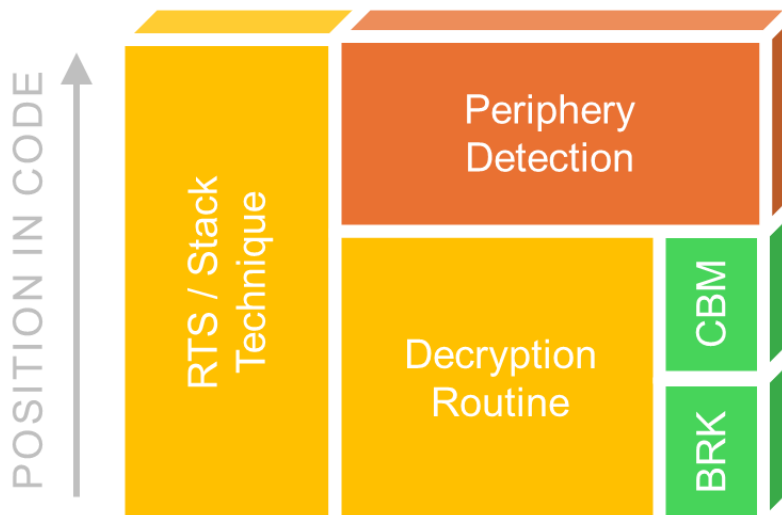 POSITION IN CODE
RTS / Stack
Technique
Periphery
Detection
Decryption
Routine
CBM
BRK